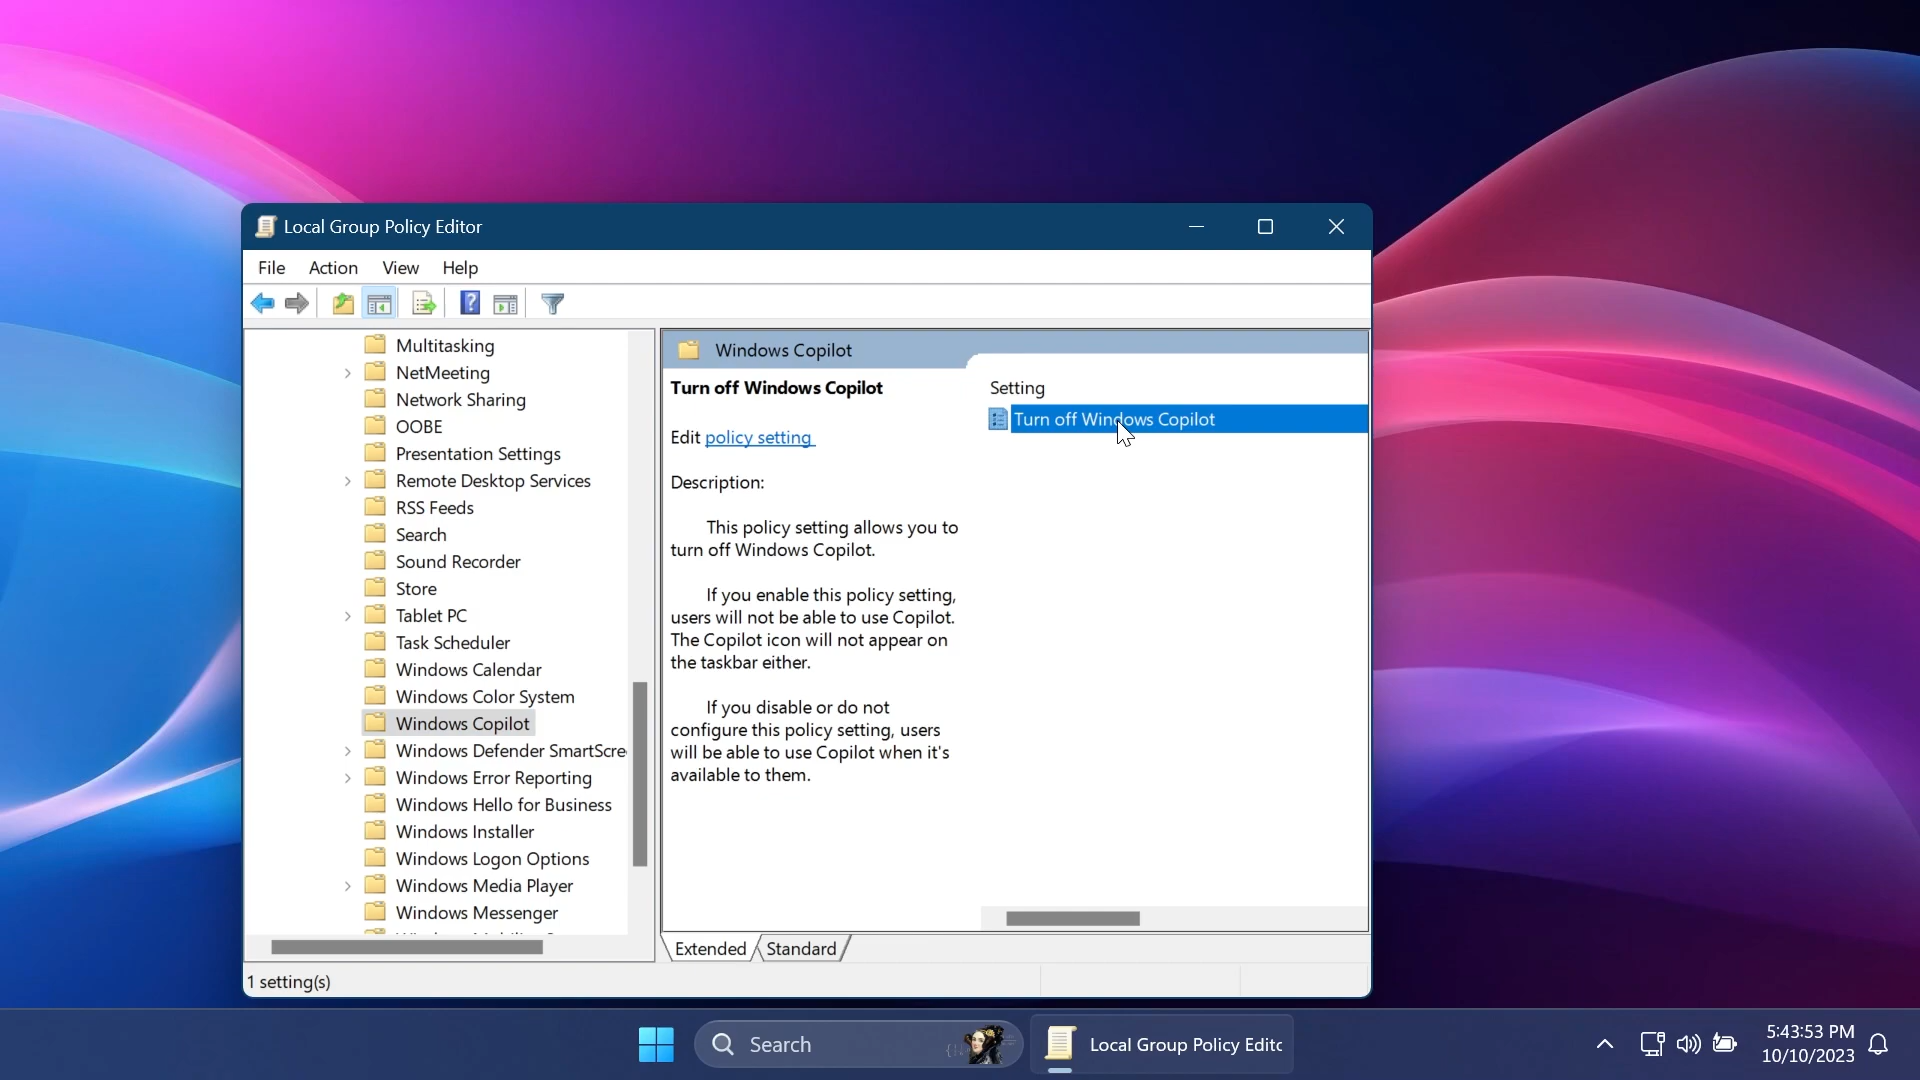 Local Group Policy Editor
File Action View Help
Multitasking
NetMeeting
Network Sharing
OOBE
Presentation Settings
Remote Desktop Services
RSS Feeds
Search
Sound Recorder
Store
Tablet PC
Task Scheduler
Windows Calendar
Windows Color System
Windows Copilot
Windows Defender SmartScre
Windows Error Reporting
Windows Hello for Business
Windows Installer
Windows Logon Options
Windows Media Player
Windows Messenger
Windows Copilot
Turn off Windows Copilot
Edit policy setting
Description:
This policy setting allows you to
turn off Windows Copilot.
If you enable this policy setting,
users will not be able to use Copilot.
The Copilot icon will not appear on
the taskbar either.
If you disable or do not
configure this policy setting, users
will be able to use Copilot when it's
available to them.
Setting
Turn off Windows Copilot
Extended Standard
1 setting(s)
Search
Local Group Policy Editc
5:43:53 PM
10/10/2023